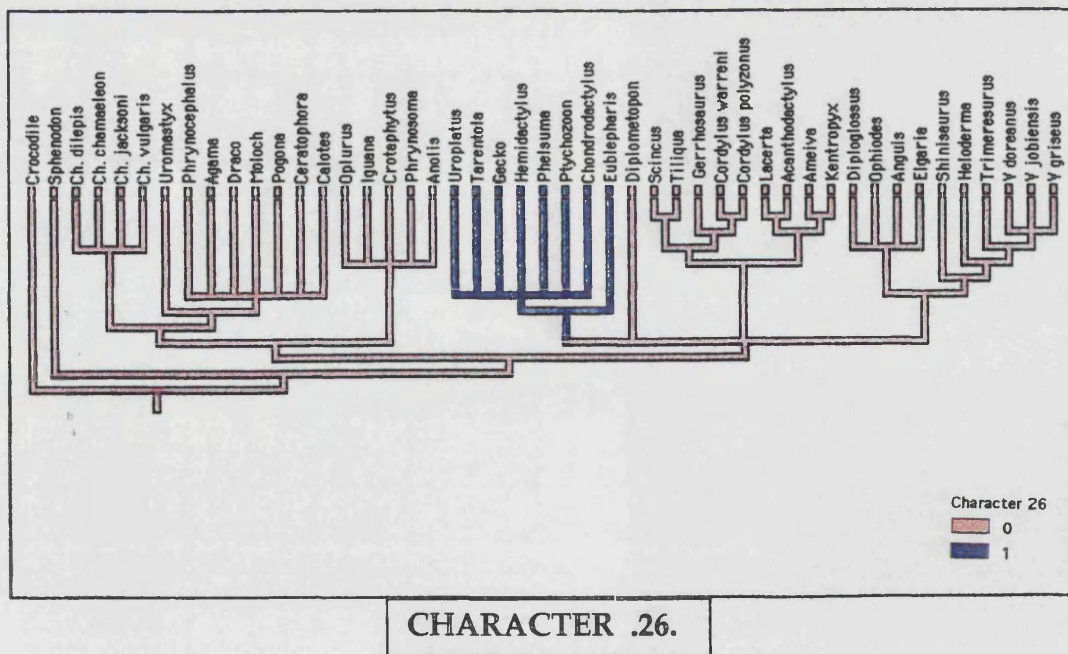 Crocodile
Sphenodon
Ch. dilepis
Ch. chamaeleon
Ch. jacksoni
Ch. vulgaris
Uromastyx
Phrynocephalus
Agama
Draco
Moloch
Pogona
Ceratophora
Calotes
Oplurus
Iguana
Crotaphytus
Phrynosoma
Anolis
Uroplatus
Tarentola
Gecko
Hemidactylus
Phelsuma
Ptychozoon
Chondrodactylus
Eublepharis
Diplometopon
Scincus
Tiliqua
Gerrhosaurus
Cordylus warreni
Cordylus polyzonus
Lacerta
Acanthodactylus
Ameiva
Kentropyx
Diploglossus
Ophiodes
Anguis
Elgaria
Shinisaurus
Heloderma
Trimeresurus
V doreanus
V jobiensis
V griseus
Character 26
0
1
CHARACTER .26.